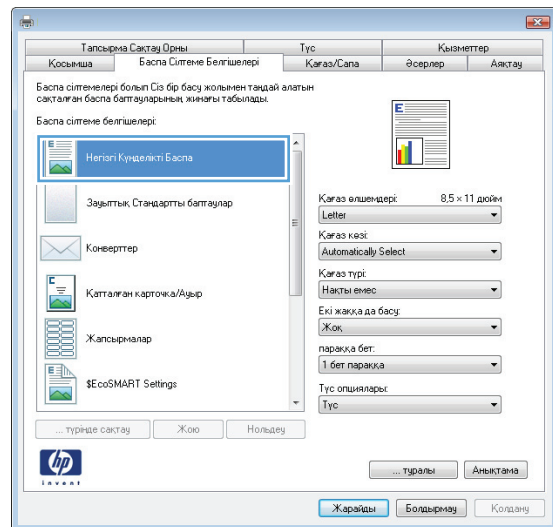 Тапсырма Сақтау Орны
Түс
Қызметтер
Қосымша
Баспа Сілтеме Белгішелері
Қағаз/Сапа
Әсерлер
Аяқтау
Баспа сілтемелері болып Сіз бір басу жолымен таңдай алатын
сақталған баспа баптауларының жинағы табылады.
Баспа сілтеме белгішелері:
Негізгі Күнделікті Баспа
Зауыттық Стандартты баптаулар
Конверттер
Қатталған карточка/Ауыр
Жапсырмалар
$EcoSMART Settings
... түрінде сақтау
Жою
Нольдеу
E
Қағаз өлшемдері:
8,5 × 11 дюйм
Letter
Қағаз көзі:
Automatically Select
Қағаз түрі:
Нақты емес
Екі жаққа да басу:
Жоқ
параққа бет:
1 бет параққа
Түс опциялары:
Түс
hp
invent
... туралы
Анықтама
Жарайды
Болдырмау
Қолдану